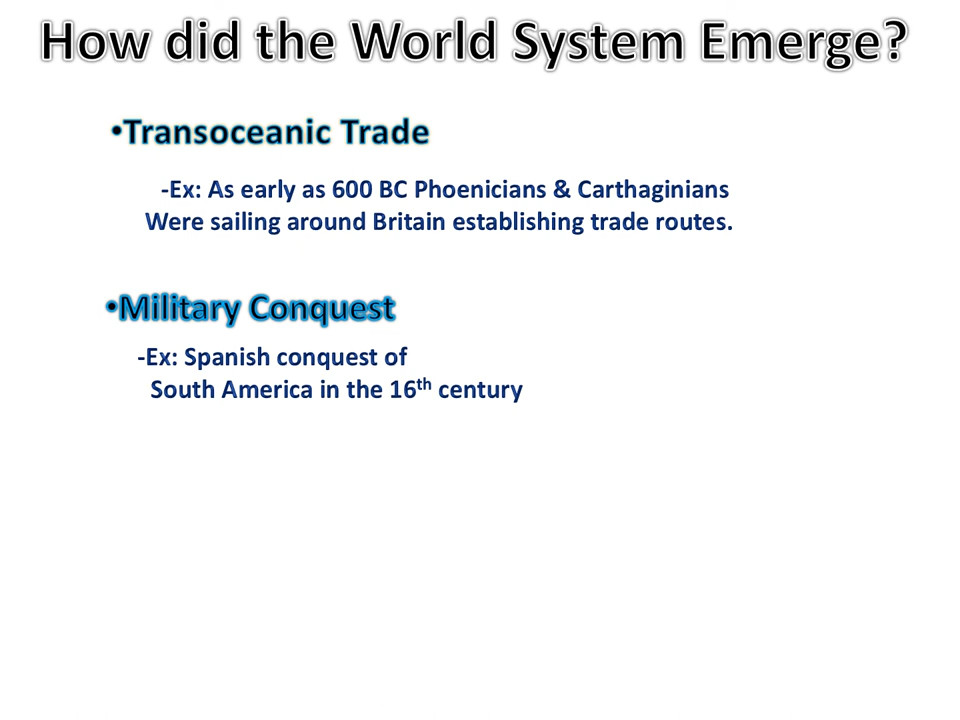 How did the World System Emerge?
•Transoceanic Trade
-Ex: As early as 600 BC Phoenicians & Carthaginians
Were sailing around Britain establishing trade routes.
•Military Conquest
-Ex: Spanish conquest of
South America in the 16th century